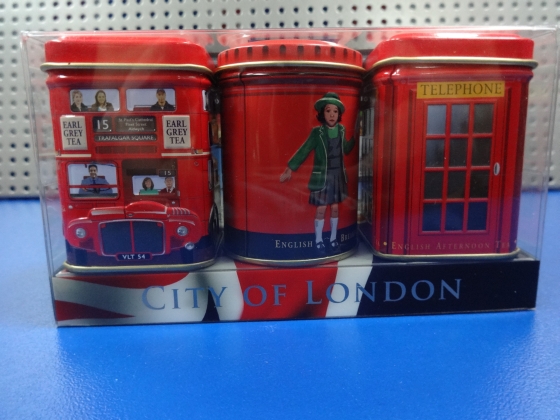 EARL
GREY
TEA
15
TRAFALGAR SQUARE
EARL
GREY
TEA
15
VLT 54
ENGLISH
TELEPHONE
ENGLISH AFTERNOON TEA
CITY OF LONDON